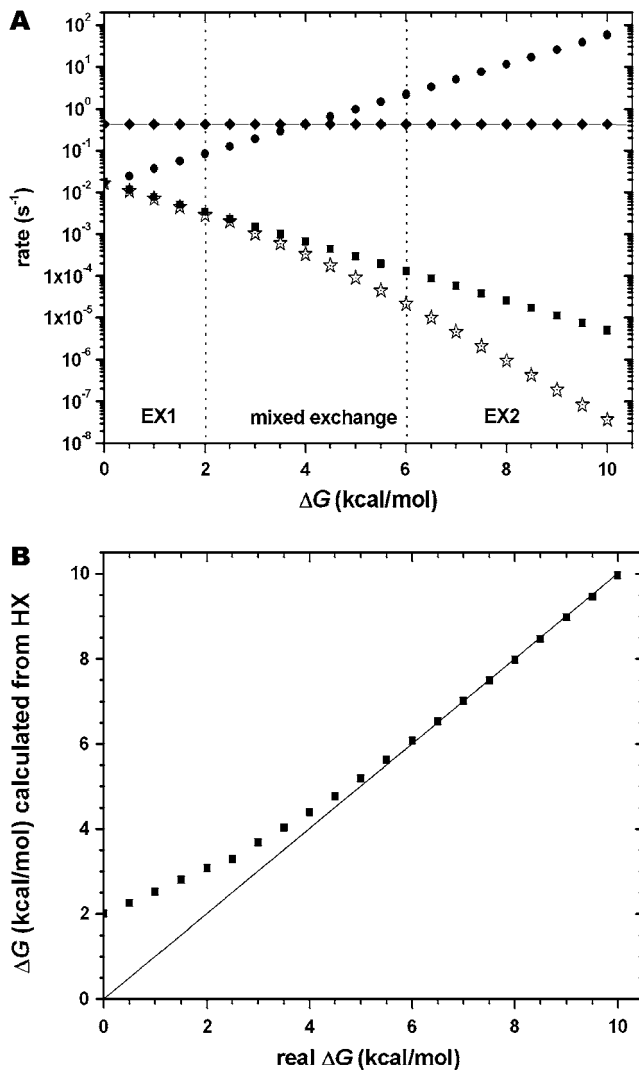 A
10²
10¹
10⁰
10⁻¹
10⁻²
10⁻³
1x10⁻⁴
1x10⁻⁵
10⁻⁶
10⁻⁷
10⁻⁸
rate (s⁻¹)
EX1
mixed exchange
EX2
0 2 4 6 8 10
ΔG (kcal/mol)
B
10
8
6
4
2
0
ΔG (kcal/mol) calculated from HX
0 2 4 6 8 10
real ΔG (kcal/mol)